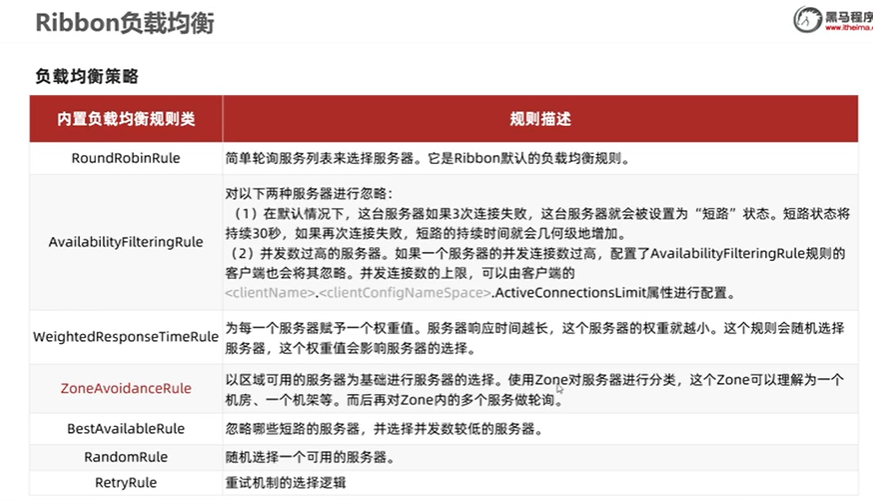 Ribbon负载均衡
黑马程序
www.itheima.c
负载均衡策略
内置负载均衡规则类
规则描述
RoundRobinRule
简单轮询服务列表来选择服务器。它是Ribbon默认的负载均衡规则。
AvailabilityFilteringRule
对以下两种服务器进行忽略：
（1）在默认情况下，这台服务器如果3次连接失败，这台服务器就会被设置为“短路”状态。短路状态将
持续30秒，如果再次连接失败，短路的持续时间就会几何级地增加。
（2）并发数过高的服务器。如果一个服务器的并发连接数过高，配置了AvailabilityFilteringRule规则的
客户端也会将其忽略。并发连接数的上限，可以由客户端的
<clientName>.<clientConfigNameSpace>.ActiveConnectionsLimit属性进行配置。
WeightedResponseTimeRule
为每一个服务器赋予一个权重值。服务器响应时间越长，这个服务器的权重就越小。这个规则会随机选择
服务器，这个权重值会影响服务器的选择。
ZoneAvoidanceRule
以区域可用的服务器为基础进行服务器的选择。使用Zone对服务器进行分类，这个Zone可以理解为一个
机房、一个机架等。而后再对Zone内的多个服务做轮询。
BestAvailableRule
忽略哪些短路的服务器，并选择并发数较低的服务器。
RandomRule
随机选择一个可用的服务器。
RetryRule
重试机制的选择逻辑